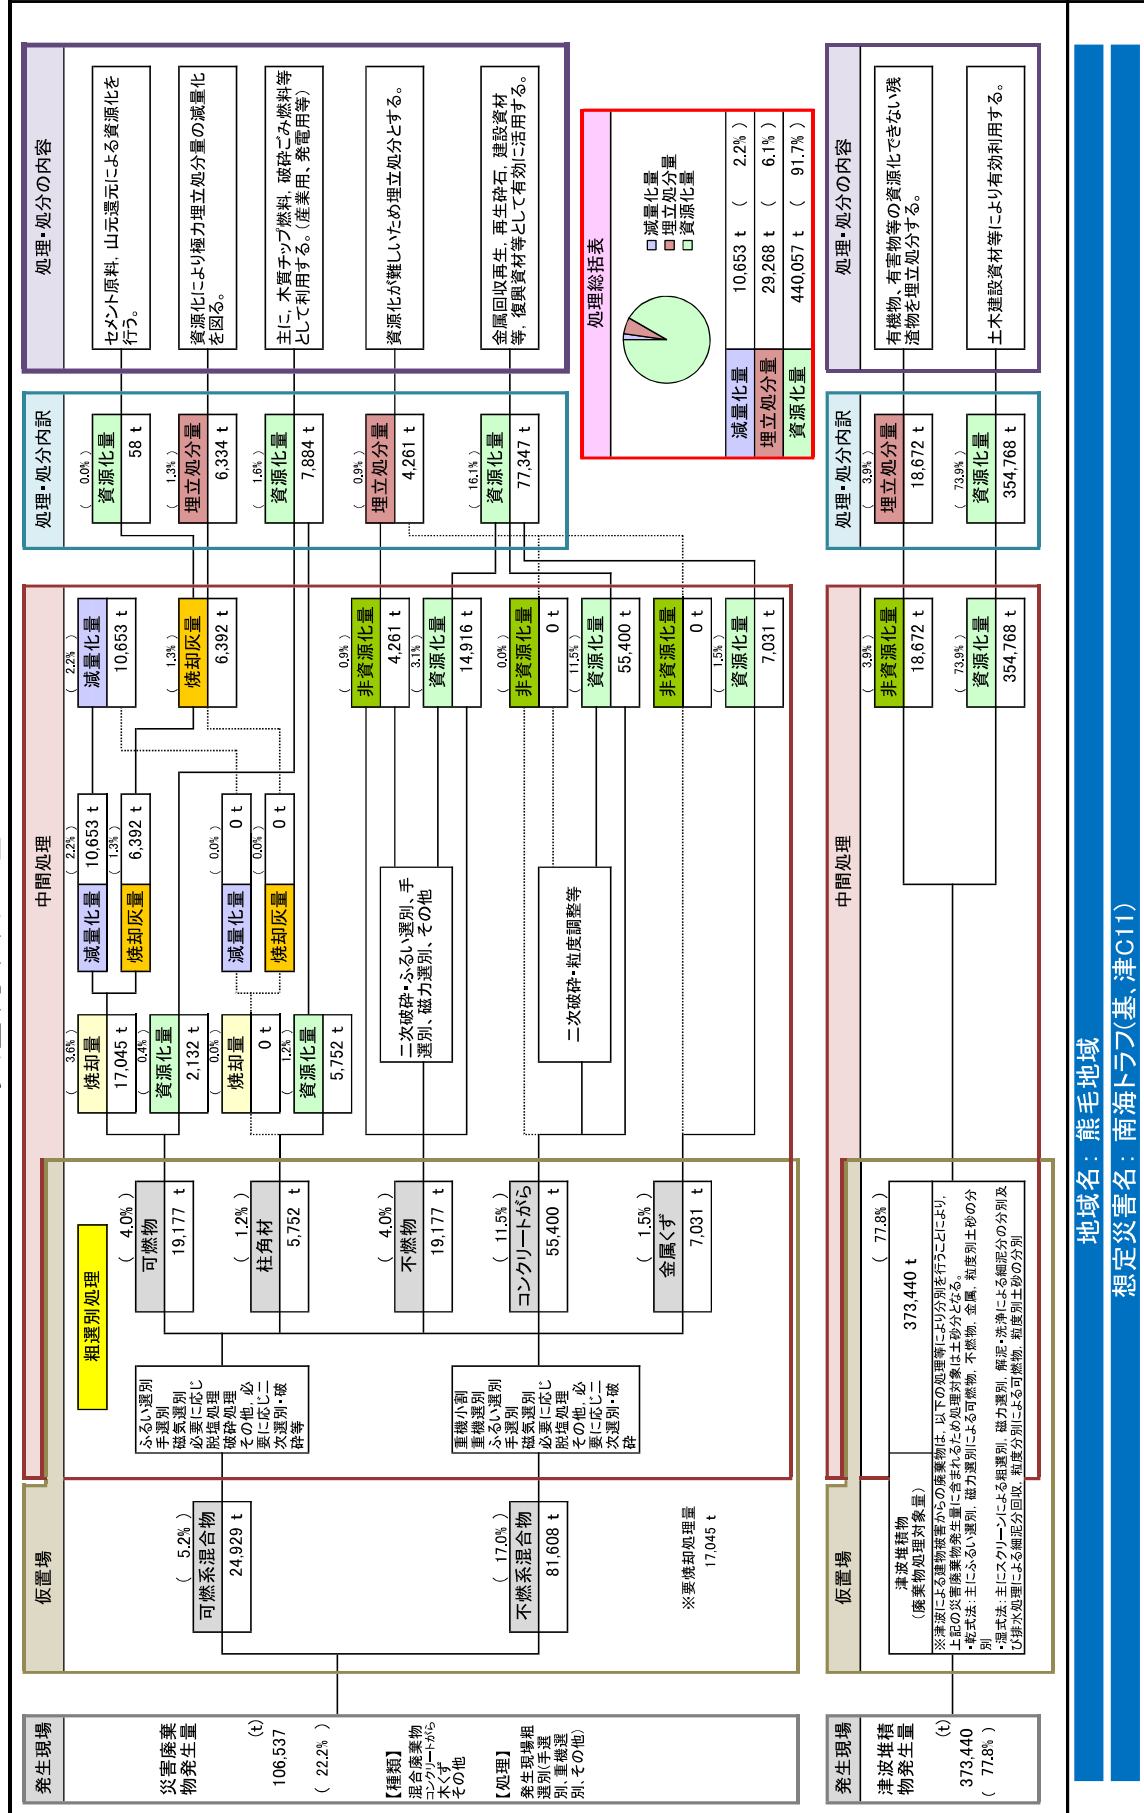 発生現場
災害廃棄
物発生量
(t)
106,537
( 22.2% )
【種類】
混合廃棄物
コンクリートがら
木くず
その他
【処理】
発生現場粗
選別(手選
別、重機選
別、その他)
仮置場
( 5.2% )
可燃系混合物
24,929 t
( 17.0% )
不燃系混合物
81,608 t
※要焼却処理量
17,045 t
粗選別処理
ふるい選別
手選別
磁気選別
必要に応じ
脱塩処理
破砕処理
その他, 必
要に応じ二
次選別・破
砕等
重機小割
重機選別
ふるい選別
手選別
磁気選別
必要に応じ
脱塩処理
その他, 必
要に応じ二
次選別・破
砕
( 4.0% )
可燃物
19,177 t
( 1.2% )
柱角材
5,752 t
( 4.0% )
不燃物
19,177 t
( 11.5% )
コンクリートがら
55,400 t
( 1.5% )
金属くず
7,031 t
中間処理
( 3.6% )
焼却量
17,045 t
( 0.4% )
資源化量
2,132 t
( 0.0% )
焼却量
0 t
( 1.2% )
資源化量
5,752 t
( 2.2% )
減量化量
10,653 t
( 1.3% )
焼却灰量
6,392 t
( 0.0% )
減量化量
0 t
( 0.0% )
焼却灰量
0 t
二次破砕・ふるい選別、手
選別、磁力選別、その他
二次破砕・粒度調整等
( 2.2% )
減量化量
10,653 t
( 1.3% )
焼却灰量
6,392 t
( 0.9% )
非資源化量
4,261 t
( 3.1% )
資源化量
14,916 t
( 0.0% )
非資源化量
0 t
( 11.5% )
資源化量
55,400 t
非資源化量
0 t
( 1.5% )
資源化量
7,031 t
処理・処分内訳
( 0.0% )
資源化量
58 t
( 1.3% )
埋立処分量
6,334 t
( 1.6% )
資源化量
7,884 t
( 0.9% )
埋立処分量
4,261 t
( 16.1% )
資源化量
77,347 t
処理・処分の内容
セメント原料, 山元還元による資源化を
行う。
資源化により極力埋立処分量の減量化
を図る。
主に, 木質チップ燃料, 破砕ごみ燃料等
として利用する。(産業用、発電用等)
資源化が難しいため埋立処分とする。
金属回収再生, 再生砕石, 建設資材
等, 復興資材等として有効に活用する。
処理総括表
減量化量
埋立処分量
資源化量
減量化量 10,653 t ( 2.2% )
埋立処分量 29,268 t ( 6.1% )
資源化量 440,057 t ( 91.7% )
発生現場
津波堆積
物発生量
(t)
373,440
( 77.8% )
仮置場
津波堆積物
(廃棄物処理対象量)
373,440 t
( 77.8% )
※津波による建物被害からの廃棄物は, 以下の処理等により分別を行うことにより,
上記の災害廃棄物発生量に含まれるため処理対象は土砂分となる。
・乾式法：主にふるい選別, 磁力選別による可燃物, 不燃物, 金属, 粒度別土砂の分
別
・湿式法：主にスクリーンによる粗選別, 磁力選別, 解泥・洗浄による細泥分の分別及
び排水処理による細泥分回収, 粒度分別による可燃物, 粒度別土砂の分別
中間処理
( 3.9% )
非資源化量
18,672 t
( 73.9% )
資源化量
354,768 t
処理・処分内訳
( 3.9% )
埋立処分量
18,672 t
( 73.9% )
資源化量
354,768 t
処理・処分の内容
有機物、有害物等の資源化できない残
渣物を埋立処分する。
土木建設資材等により有効利用する。
地域名：熊毛地域
想定災害名：南海トラフ(基、津C11)